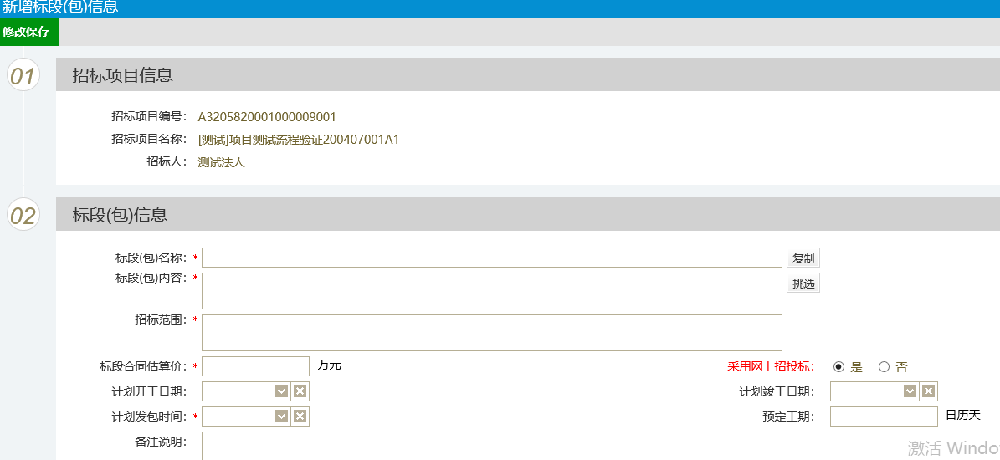 新增标段(包)信息
修改保存
01 招标项目信息
招标项目编号： A3205820001000009001
招标项目名称： [测试]项目测试流程验证200407001A1
招标人： 测试法人
02 标段(包)信息
标段(包)名称：* 复制
标段(包)内容：* 挑选
招标范围：*
标段合同估算价：* 万元 采用网上招投标： 是 否
计划开工日期： 计划竣工日期：
计划发包时间：* 预定工期： 日历天
备注说明：
激活 Windo